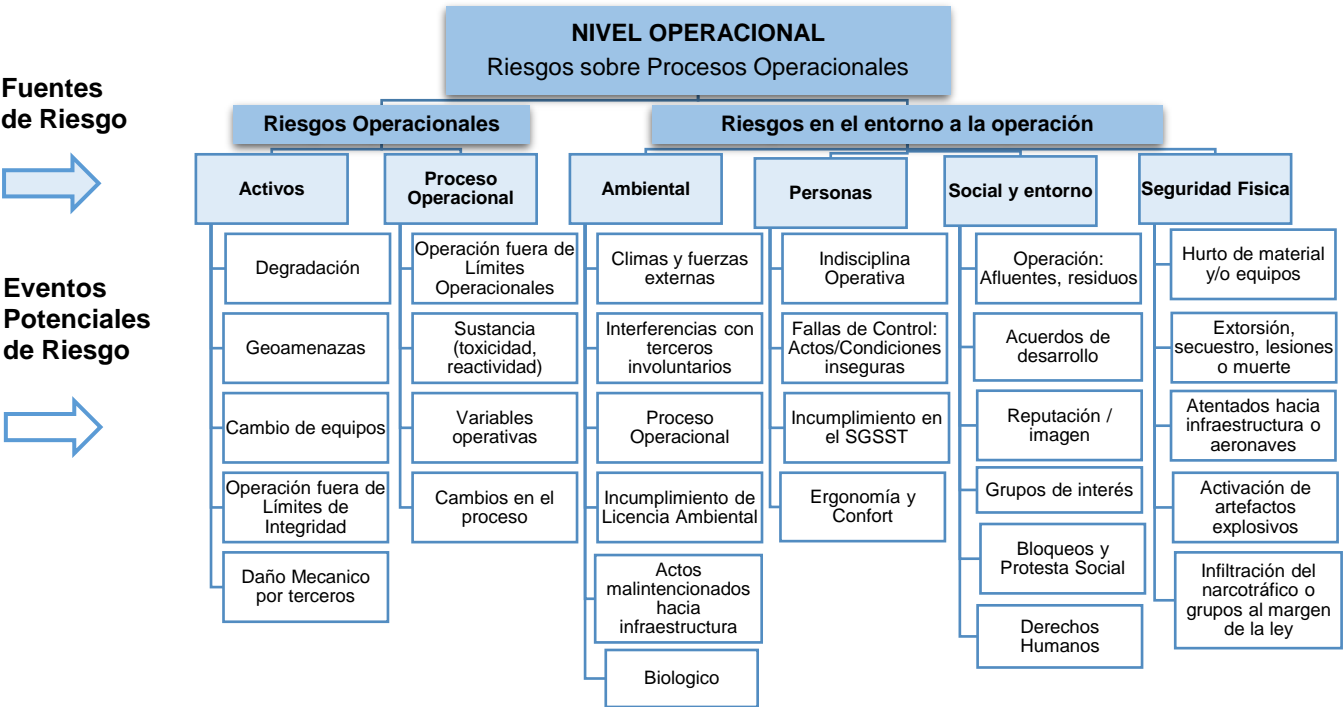 NIVEL OPERACIONAL
Riesgos sobre Procesos Operacionales
Fuentes
de Riesgo
Riesgos Operacionales
Riesgos en el entorno a la operación
Activos
Proceso
Operacional
Ambiental
Personas
Social y entorno
Seguridad Fisica
Eventos
Potenciales
de Riesgo
Degradación
Geoamenazas
Cambio de equipos
Operación fuera de
Límites de
Integridad
Daño Mecanico
por terceros
Operación fuera de
Límites
Operacionales
Sustancia
(toxicidad,
reactividad)
Variables
operativas
Cambios en el
proceso
Climas y fuerzas
externas
Interferencias con
terceros
involuntarios
Proceso
Operacional
Incumplimiento de
Licencia Ambiental
Actos
malintencionados
hacia
infraestructura
Biologico
Indisciplina
Operativa
Fallas de Control:
Actos/Condiciones
inseguras
Incumplimiento en
el SGSST
Ergonomía y
Confort
Operación:
Afluentes, residuos
Acuerdos de
desarrollo
Reputación /
imagen
Grupos de interés
Bloqueos y
Protesta Social
Derechos
Humanos
Hurto de material
y/o equipos
Extorsión,
secuestro, lesiones
o muerte
Atentados hacia
infraestructura o
aeronaves
Activación de
artefactos
explosivos
Infiltración del
narcotráfico o
grupos al margen
de la ley